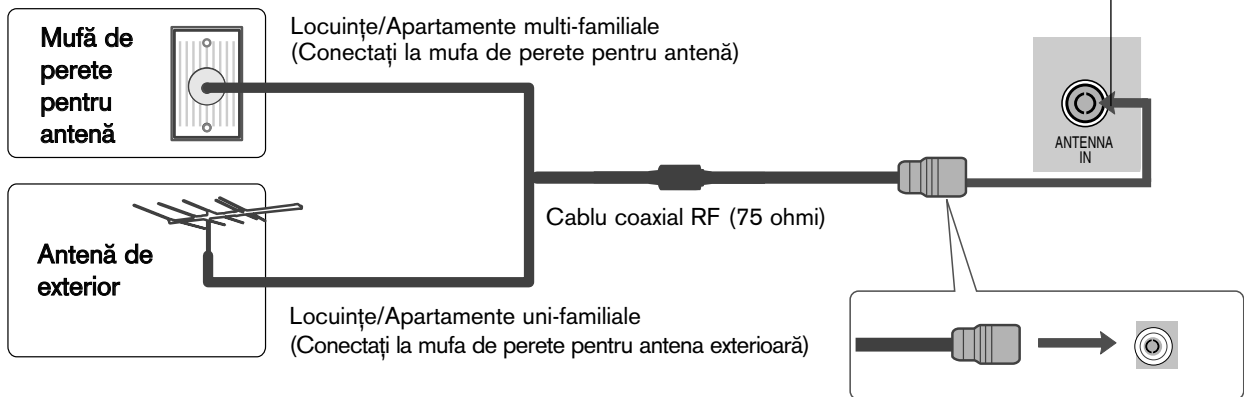 Mufă de
perete
pentru
antenă
Locuințe/Apartamente multi-familiale
(Conectați la mufa de perete pentru antenă)
ANTENNA
IN
Cablu coaxial RF (75 ohmi)
Antenă de
exterior
Locuințe/Apartamente uni-familiale
(Conectați la mufa de perete pentru antena exterioară)